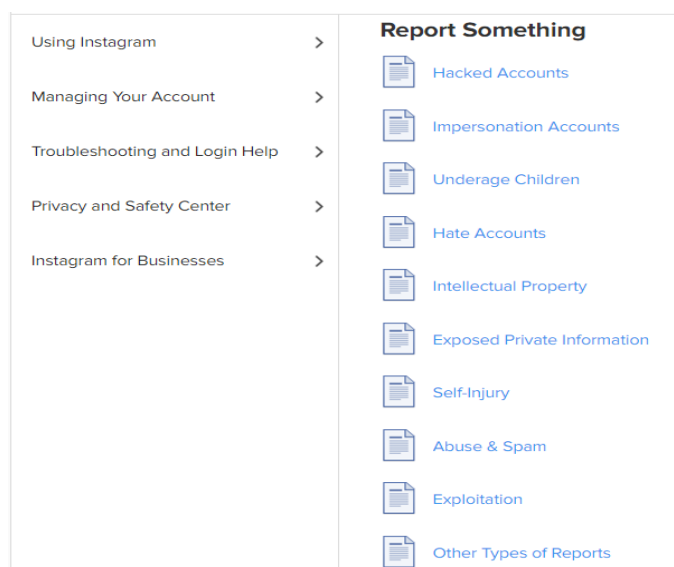 Using Instagram
Managing Your Account
Troubleshooting and Login Help
Privacy and Safety Center
Instagram for Businesses
Report Something
Hacked Accounts
Impersonation Accounts
Underage Children
Hate Accounts
Intellectual Property
Exposed Private Information
Self-Injury
Abuse & Spam
Exploitation
Other Types of Reports